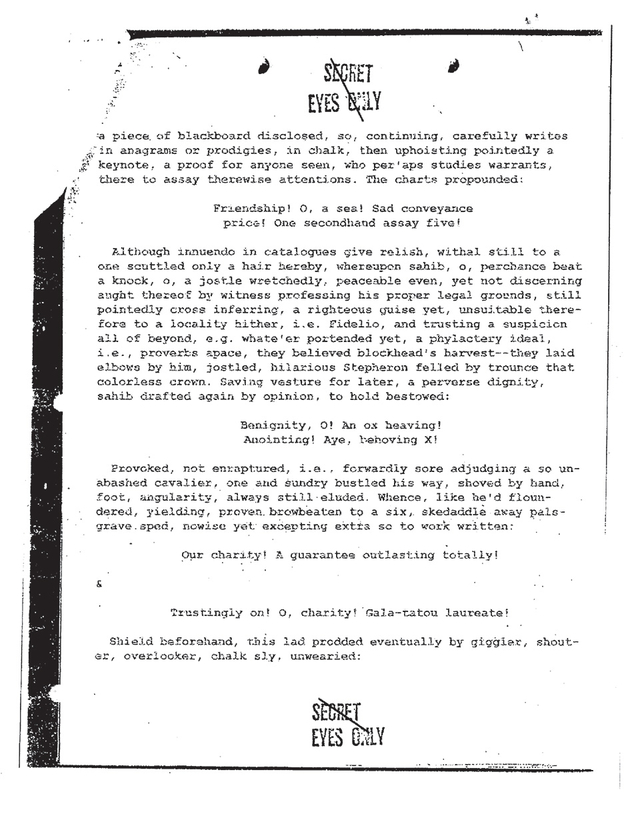 SECRET
EYES ONLY
a piece of blackboard disclosed, so, continuing, carefully writes
in anagrams or prodigies, in chalk, then uphoisting pointedly a
keynote, a proof for anyone seen, who per'aps studies warrants,
there to assay therewise attentions. The charts propounded:
Friendship! O, a sea! Sad conveyance
price! One secondhand assay five!
Although innuendo in catalogues give relish, withal still to a
one scuttled only a hair hereby, whereupon sahib, o, perchance beat
a knock, o, a jostle wretchedly, peaceable even, yet not discerning
aught thereof by witness professing his proper legal grounds, still
pointedly cross inferring, a righteous guise yet, unsuitable there-
fore to a locality hither, i.e. Fidelio, and trusting a suspicion
all of beyond, e.g. whate'er portended yet, a phylactery ideal,
i.e., proverbs apace, they believed blockhead's harvest--they laid
elbows by him, jostled, hilarious Stepheron felled by trounce that
colorless crown. Saving vesture for later, a perverse dignity,
sahib drafted again by opinion, to hold bestowed:
Benignity, O! An ox heaving!
Anointing! Aye, behoving X!
Provoked, not enraptured, i.e., forwardly sore adjudging a so un-
abashed cavalier, one and sundry bustled his way, shoved by hand,
foot, angularity, always still eluded. Whence, like he'd floun-
dered, yielding, proven browbeaten to a six, skedaddle away pals-
grave sped, nowise yet excepting extra so to work written:
Our charity! A guarantee outlasting totally!
&
Trustingly on! O, charity! Gala-tatou laureate!
Shield beforehand, this lad prodded eventually by giggler, shout-
er, overlooker, chalk sly, unwearied:
SECRET
EYES ONLY